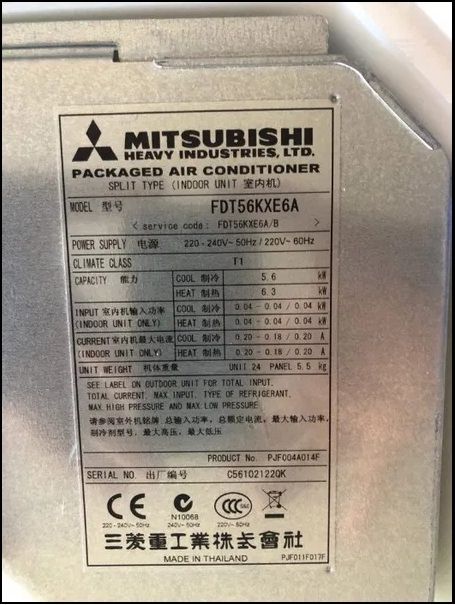 MITSUBISHI
HEAVY INDUSTRIES, LTD.
PACKAGED AIR CONDITIONER
SPLIT TYPE (INDOOR UNIT 室内机)
MODEL 型号 FDT56KXE6A
< service code: FDT56KXE6A/B >
POWER SUPPLY 电源 220-240V~50Hz/220V~60Hz
CLIMATE CLASS T1
CAPACITY 能力 COOL 制冷 5.6 kW
HEAT 制热 6.3 kW
INPUT 室内机输入功率 COOL 制冷 0.04 - 0.04 / 0.04 kW
(INDOOR UNIT ONLY) HEAT 制热 0.04 - 0.04 / 0.04 kW
CURRENT 室内机最大电流 COOL 制冷 0.20 - 0.18 / 0.20 A
(INDOOR UNIT ONLY) HEAT 制热 0.20 - 0.18 / 0.20 A
UNIT WEIGHT 机体重量 UNIT 24 PANEL 5.5 kg
SEE LABEL ON OUTDOOR UNIT FOR TOTAL INPUT.
TOTAL CURRENT. MAX INPUT. TYPE OF REFRIGERANT.
MAX HIGH PRESSURE AND MAX LOW PRESSURE.
请参阅室外机铭牌 总输入功率, 总额定电流, 最大输入功率,
制冷剂型号, 最大高压, 最大低压.
PRODUCT No. PJF004A014F
SERIAL NO. 出厂编号 C56102122QK
CE N10068 CCC S&E
220-240V~50Hz 240V~50Hz 220V~50Hz
三菱重工業株式會社
MADE IN THAILAND PJF011F017F